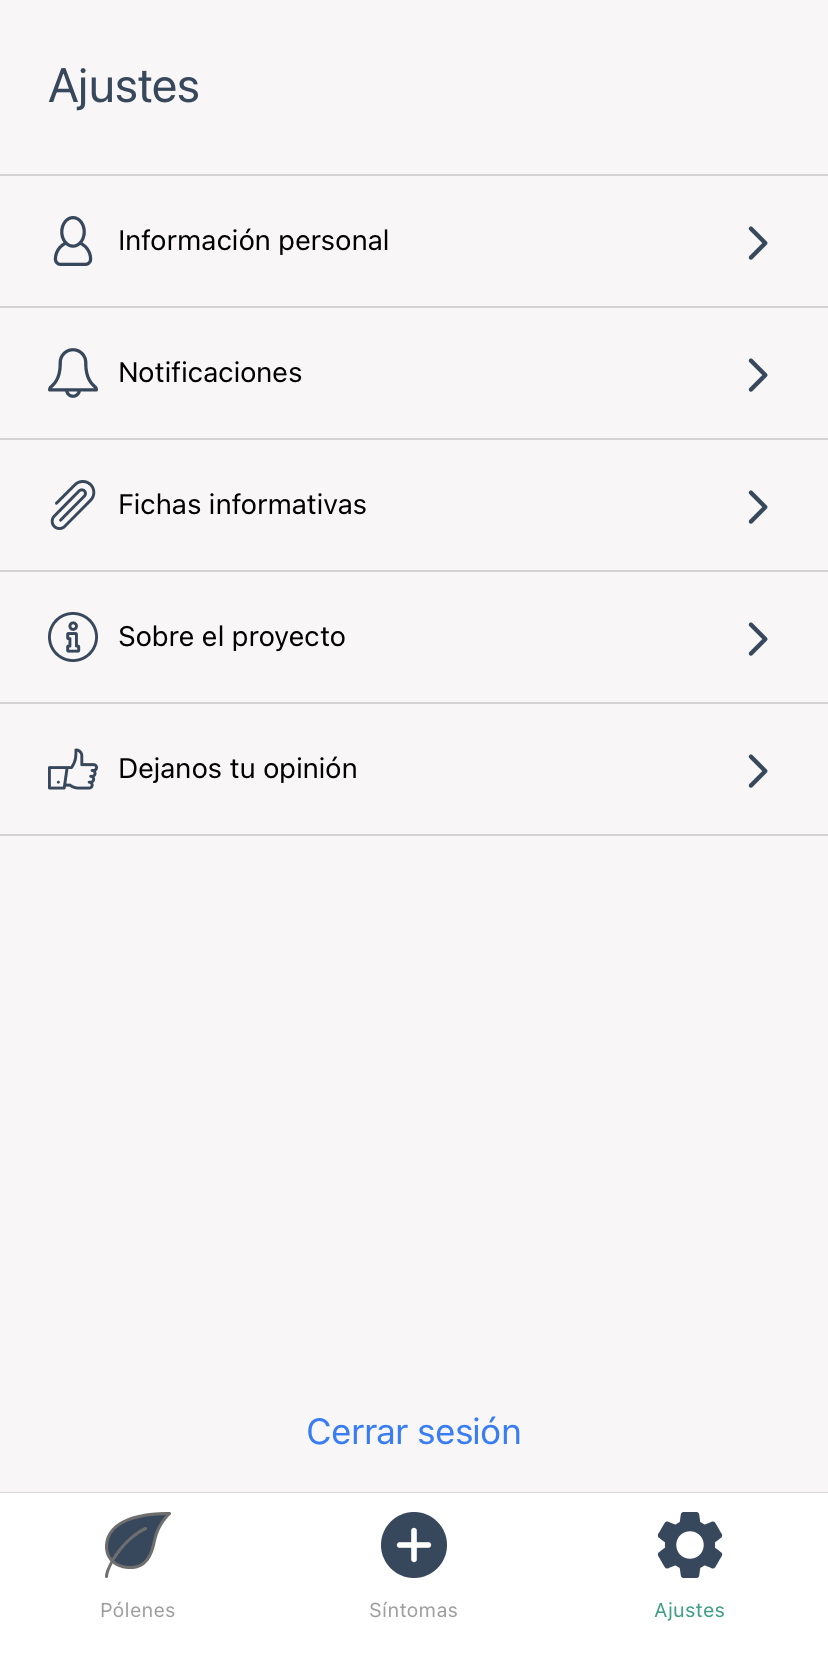 Ajustes
Información personal
Notificaciones
Fichas informativas
Sobre el proyecto
Dejanos tu opinión
Cerrar sesión
Pólenes
Síntomas
Ajustes